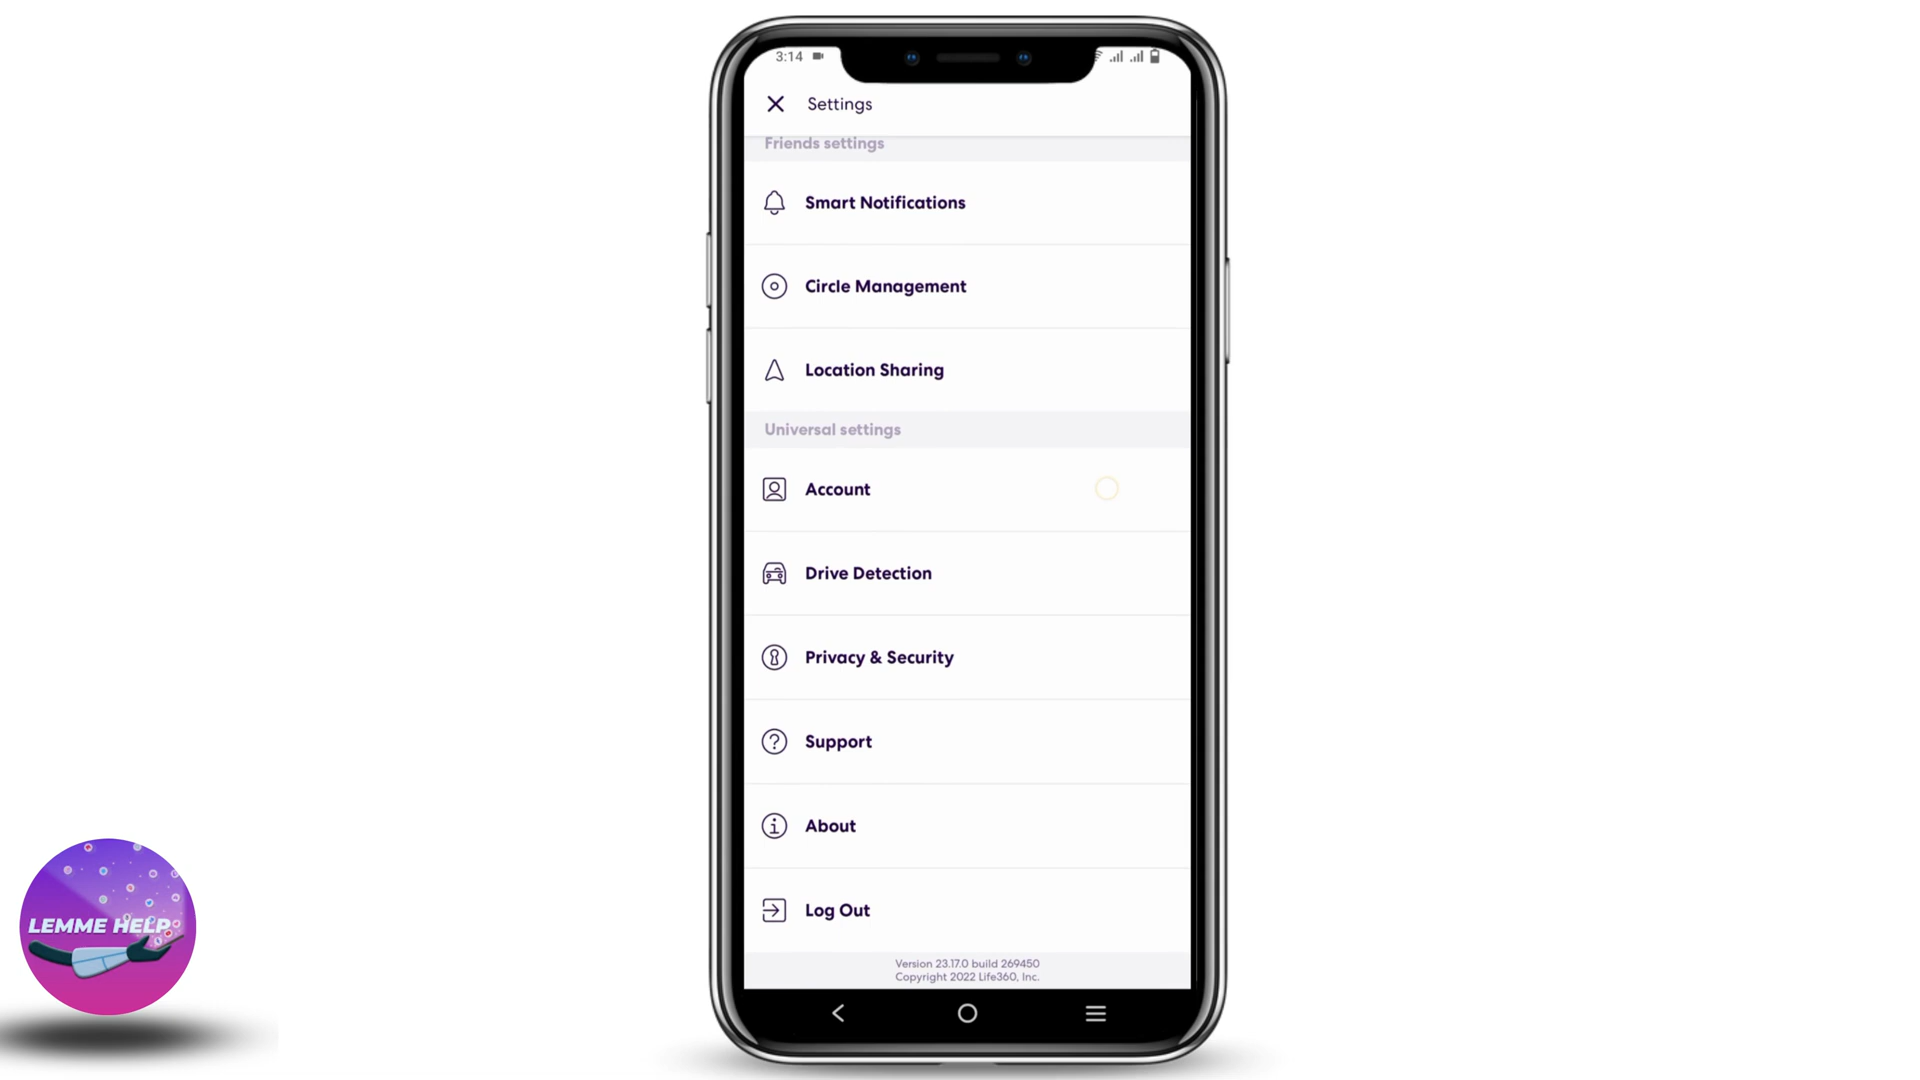 3:14
Settings
Friends settings
Smart Notifications
Circle Management
Location Sharing
Universal settings
Account
Drive Detection
Privacy & Security
Support
About
Log Out
Version 23.17.0 build 269450
Copyright 2022 Life360, Inc.
LEMME HELP